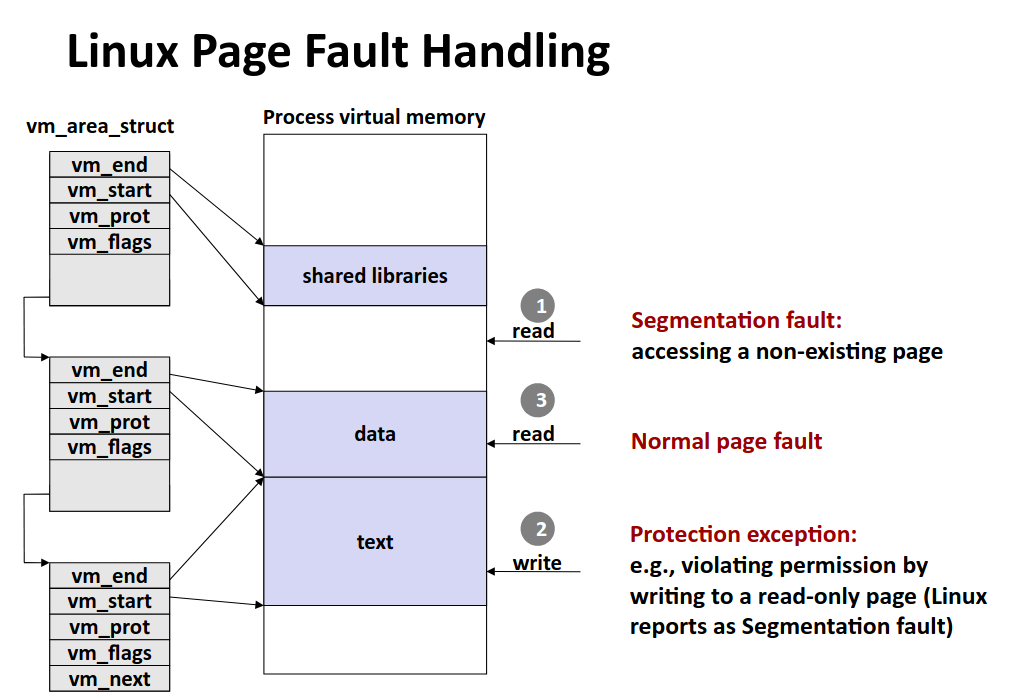 Linux Page Fault Handling
vm_area_struct
Process virtual memory
vm_end
vm_start
vm_prot
vm_flags
shared libraries
1
read
Segmentation fault:
accessing a non-existing page
vm_end
vm_start
vm_prot
vm_flags
data
3
read
Normal page fault
text
2
write
Protection exception:
e.g., violating permission by
writing to a read-only page (Linux
reports as Segmentation fault)
vm_end
vm_start
vm_prot
vm_flags
vm_next